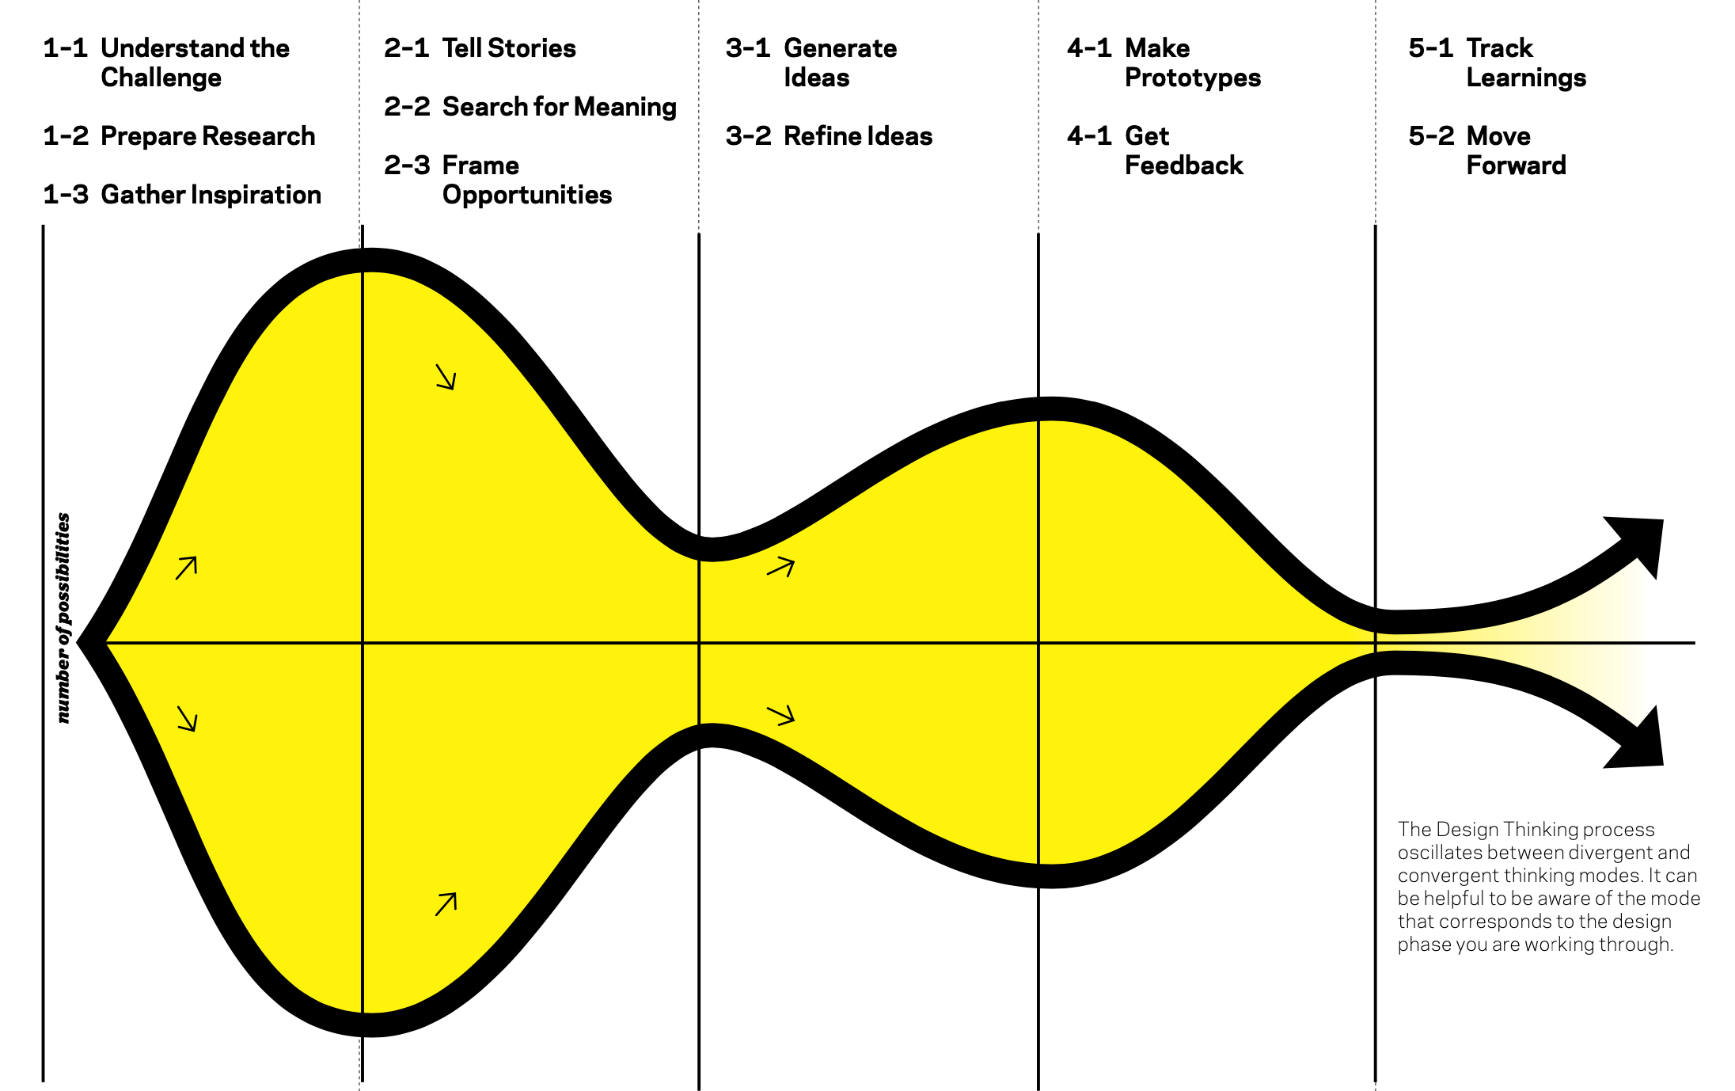 1-1 Understand the
Challenge
1-2 Prepare Research
1-3 Gather Inspiration
2-1 Tell Stories
2-2 Search for Meaning
2-3 Frame
Opportunities
3-1 Generate
Ideas
3-2 Refine Ideas
4-1 Make
Prototypes
4-1 Get
Feedback
5-1 Track
Learnings
5-2 Move
Forward
number of possibilities
The Design Thinking process
oscillates between divergent and
convergent thinking modes. It can
be helpful to be aware of the mode
that corresponds to the design
phase you are working through.